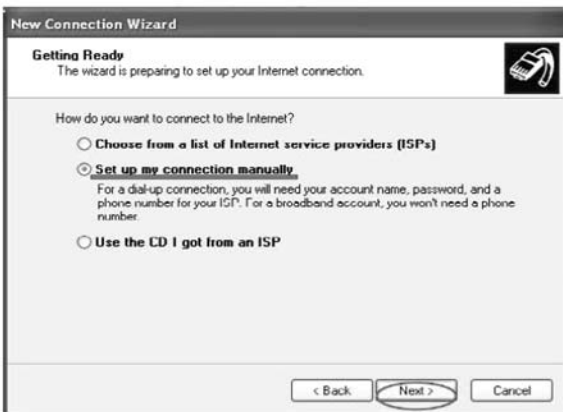 New Connection Wizard
Getting Ready
The wizard is preparing to set up your Internet connection.
How do you want to connect to the Internet?
Choose from a list of Internet service providers (ISPs)
Set up my connection manually
For a dial-up connection, you will need your account name, password, and a
phone number for your ISP. For a broadband account, you won't need a phone
number.
Use the CD I got from an ISP
< Back
Next >
Cancel